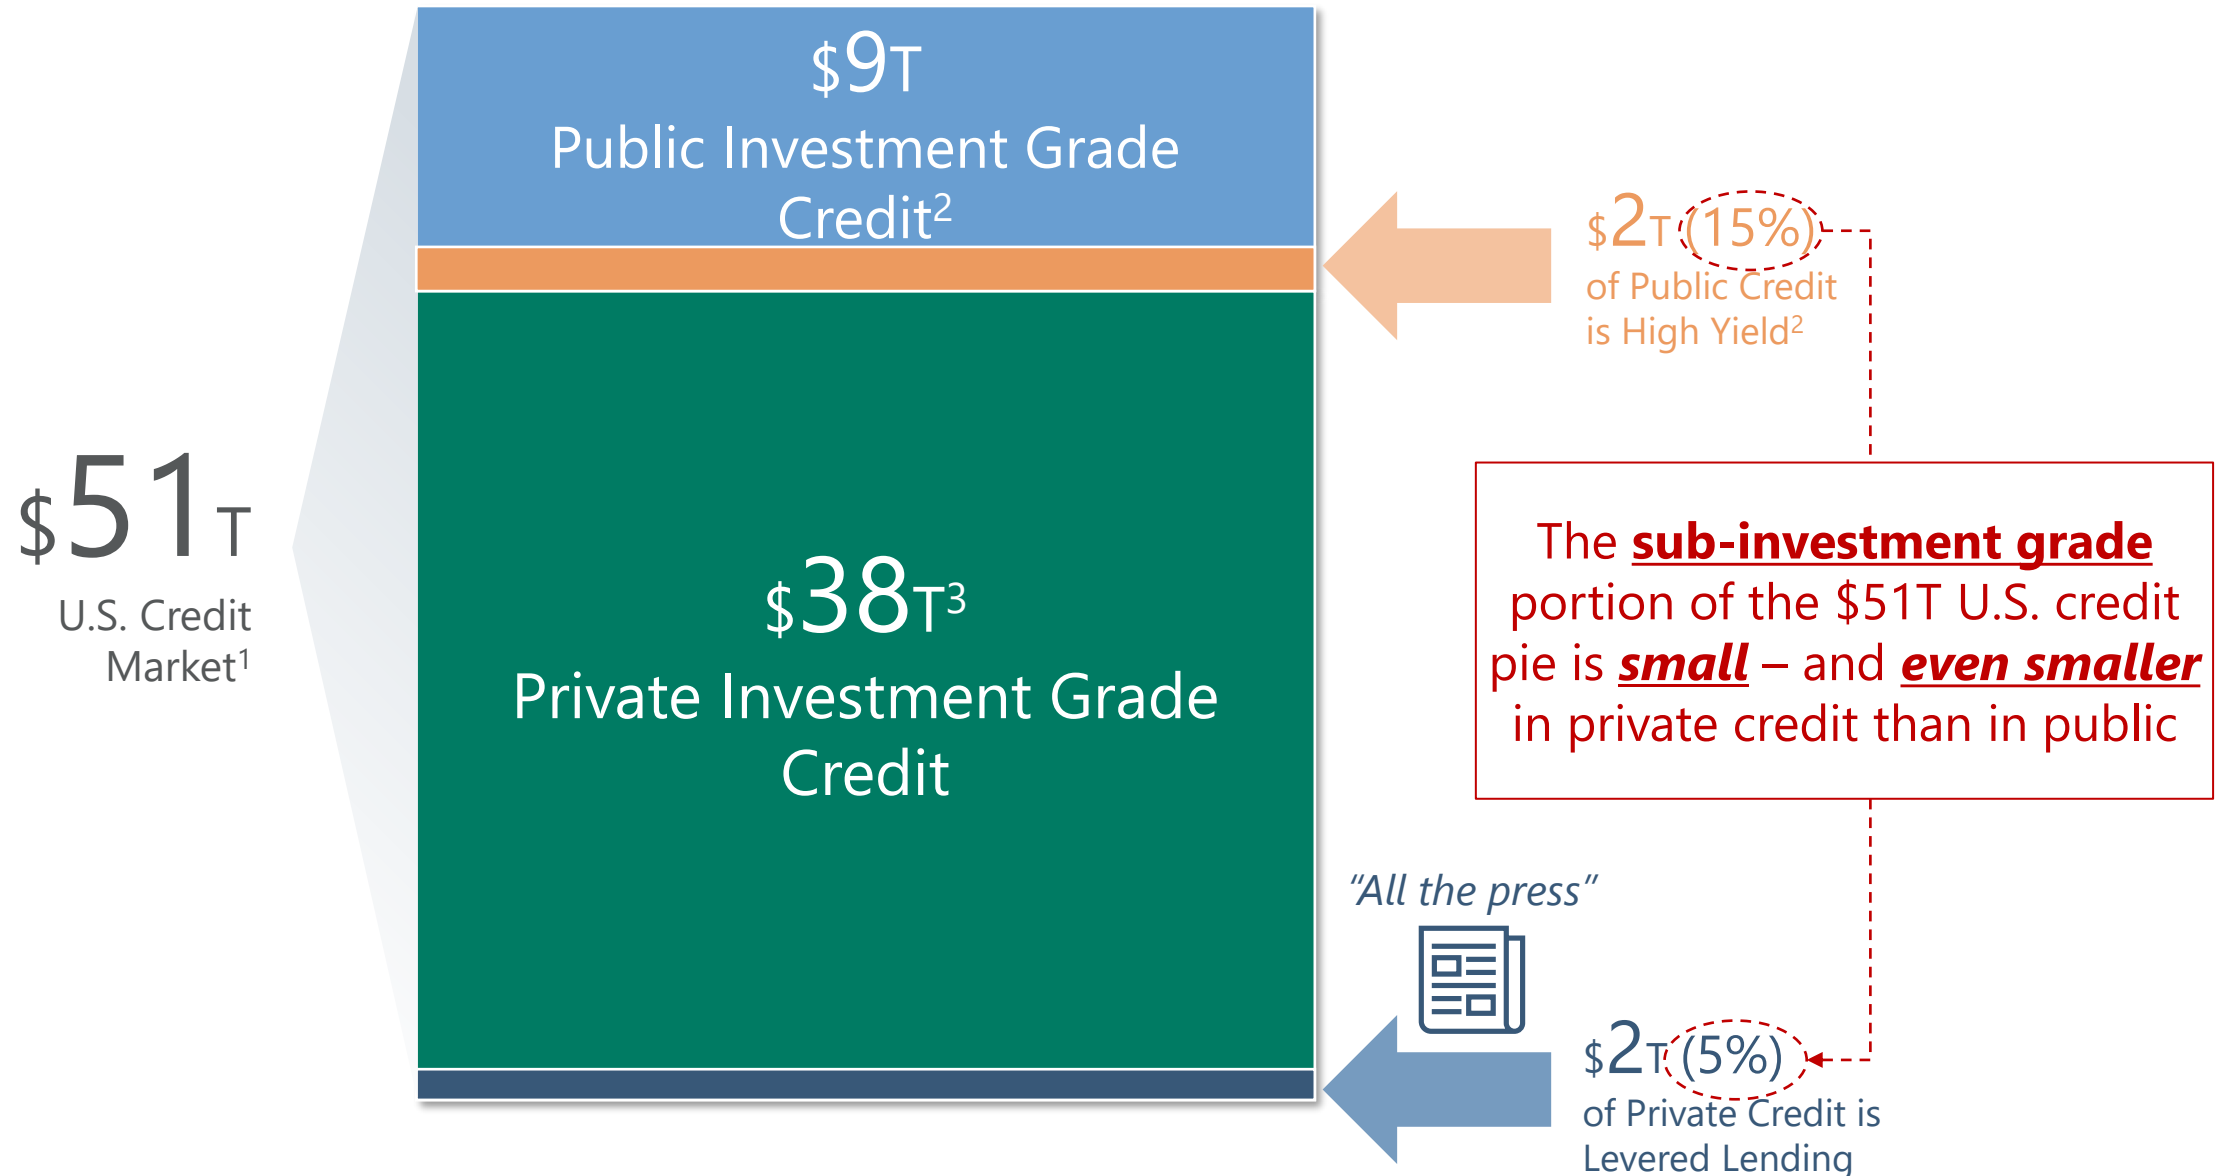 $9T
Public Investment Grade
Credit²
$2T (15%)
of Public Credit
is High Yield²
$51T
U.S. Credit
Market¹
$38T³
Private Investment Grade
Credit
The sub-investment grade
portion of the $51T U.S. credit
pie is small – and even smaller
in private credit than in public
“All the press”
$2T (5%)
of Private Credit is
Levered Lending